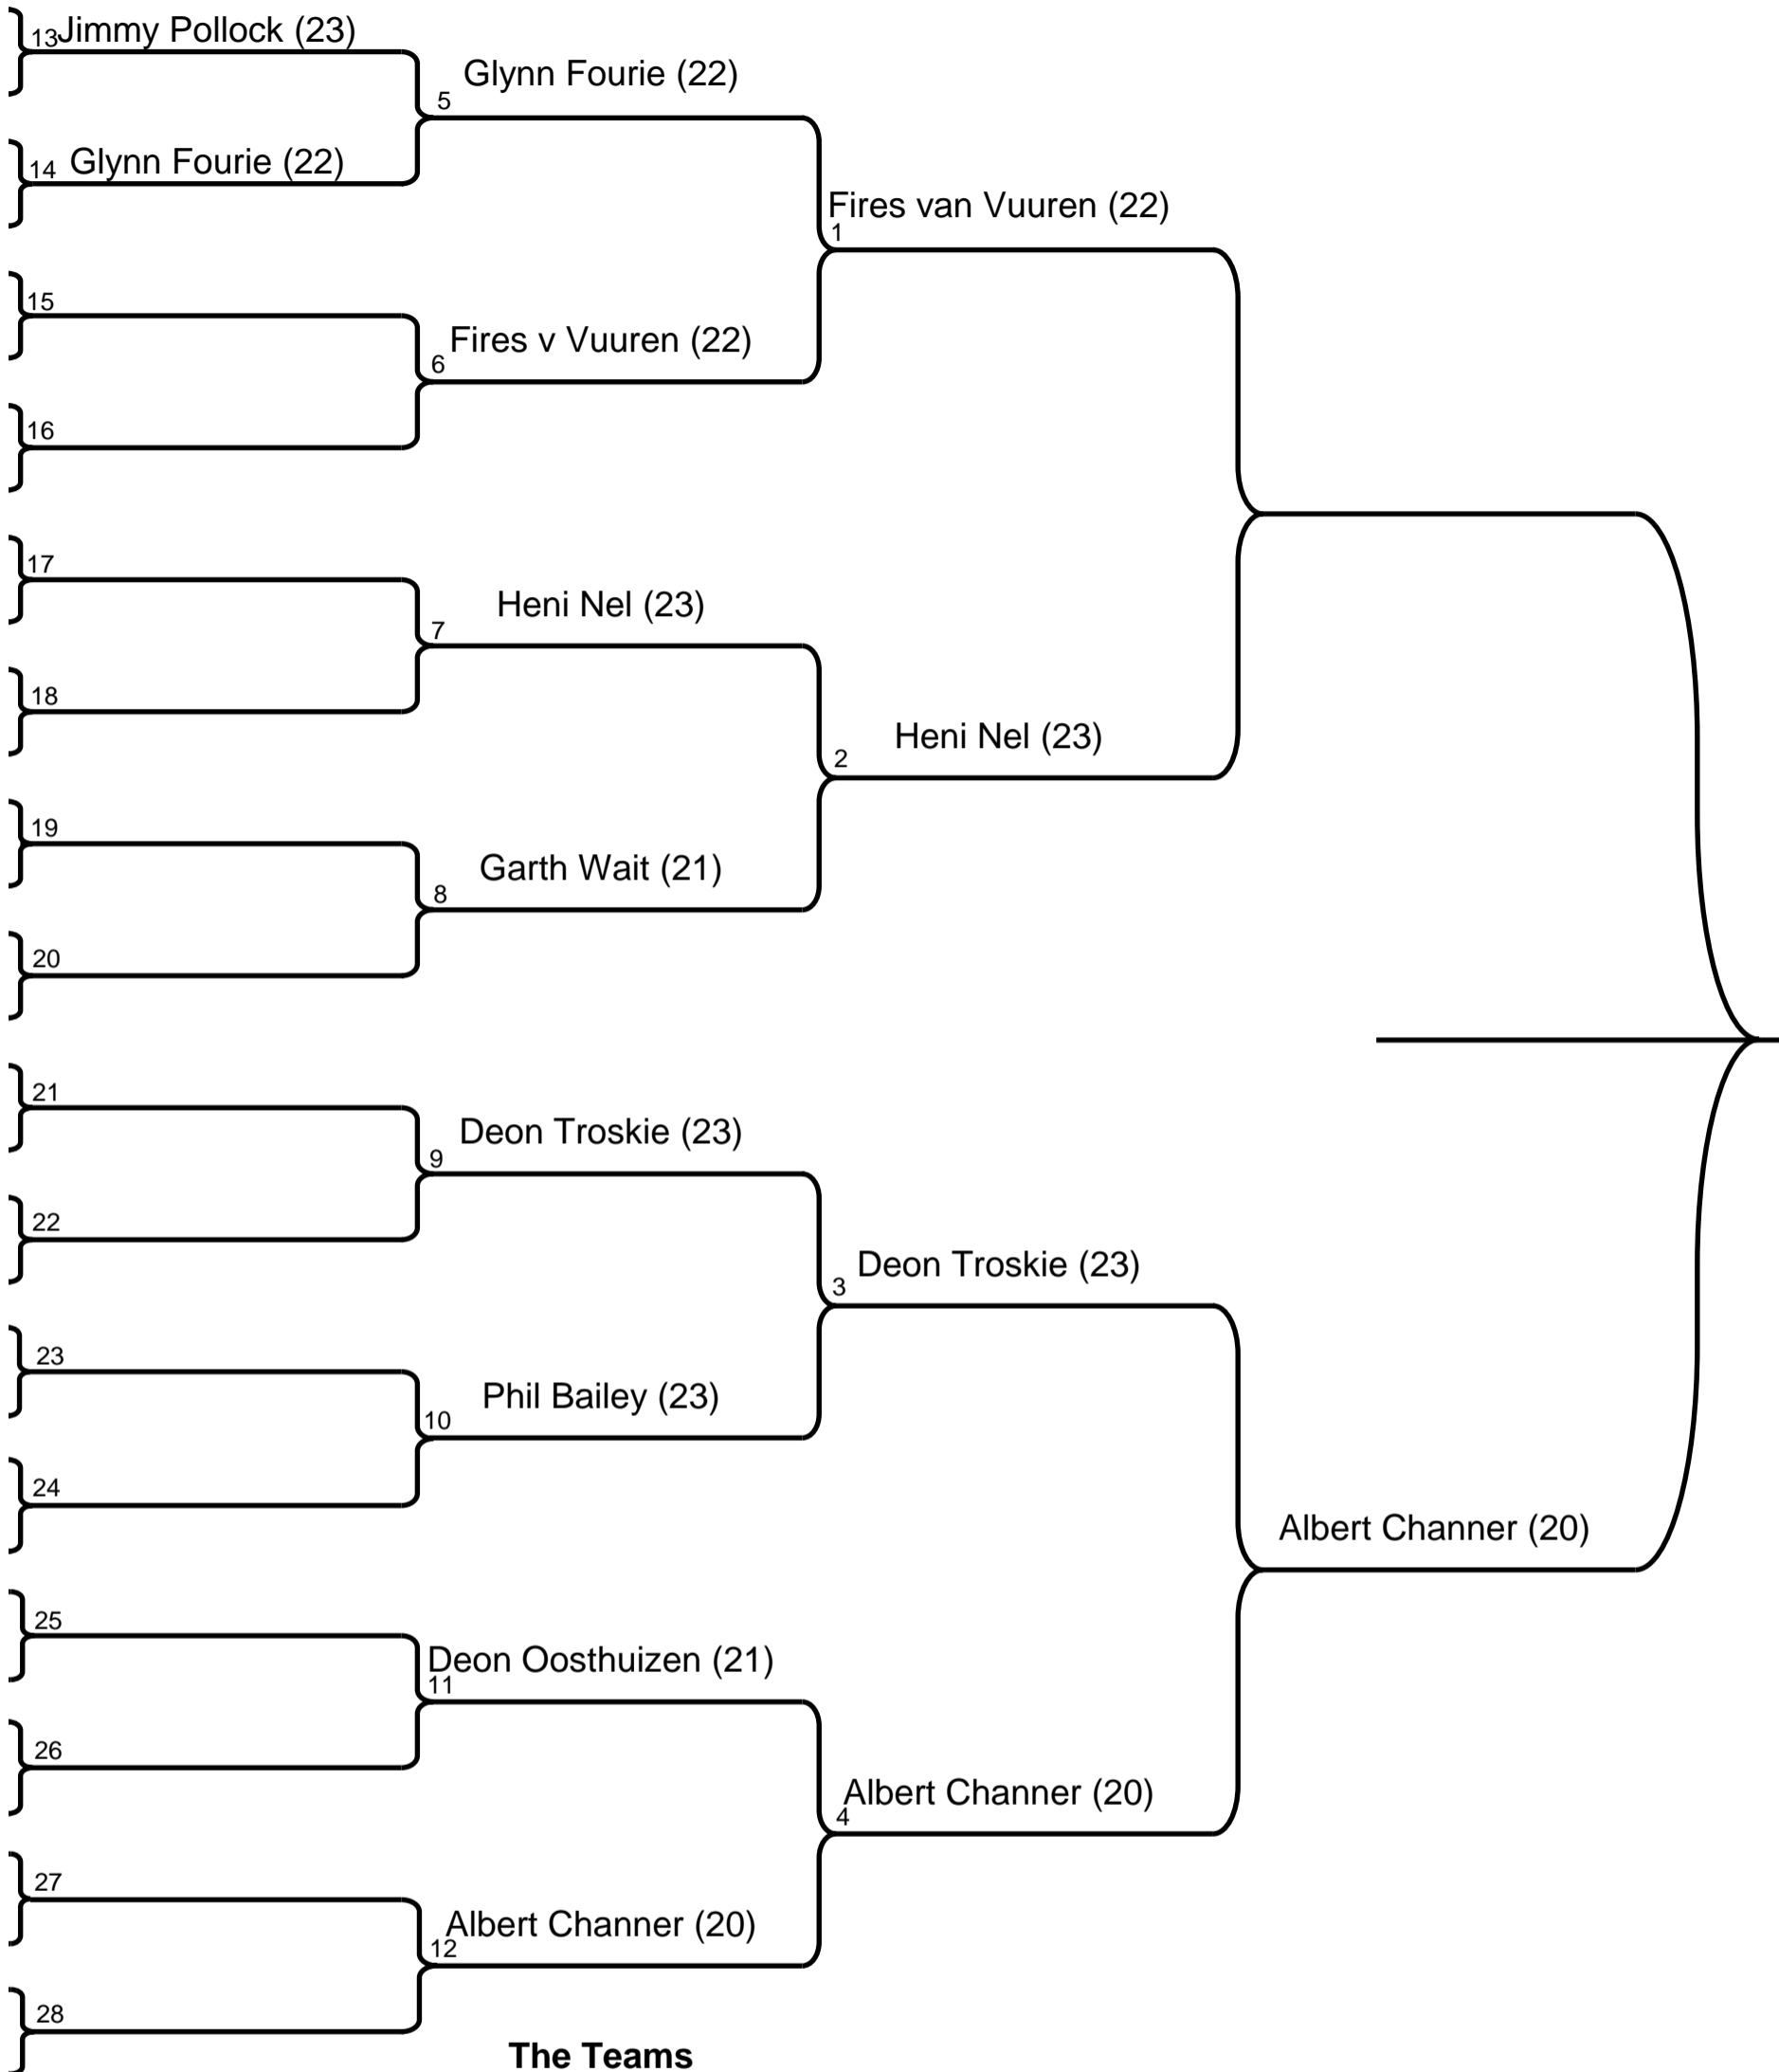 13 Jimmy Pollock (23)
Glynn Fourie (22)
5
14 Glynn Fourie (22)
Fires van Vuuren (22)
1
15
Fires v Vuuren (22)
6
16
17
Heni Nel (23)
7
18
Heni Nel (23)
2
19
Garth Wait (21)
8
20
21
Deon Troskie (23)
9
22
Deon Troskie (23)
3
23
Phil Bailey (23)
10
24
Albert Channer (20)
25
Deon Oosthuizen (21)
11
26
Albert Channer (20)
4
27
Albert Channer (20)
12
28
The Teams